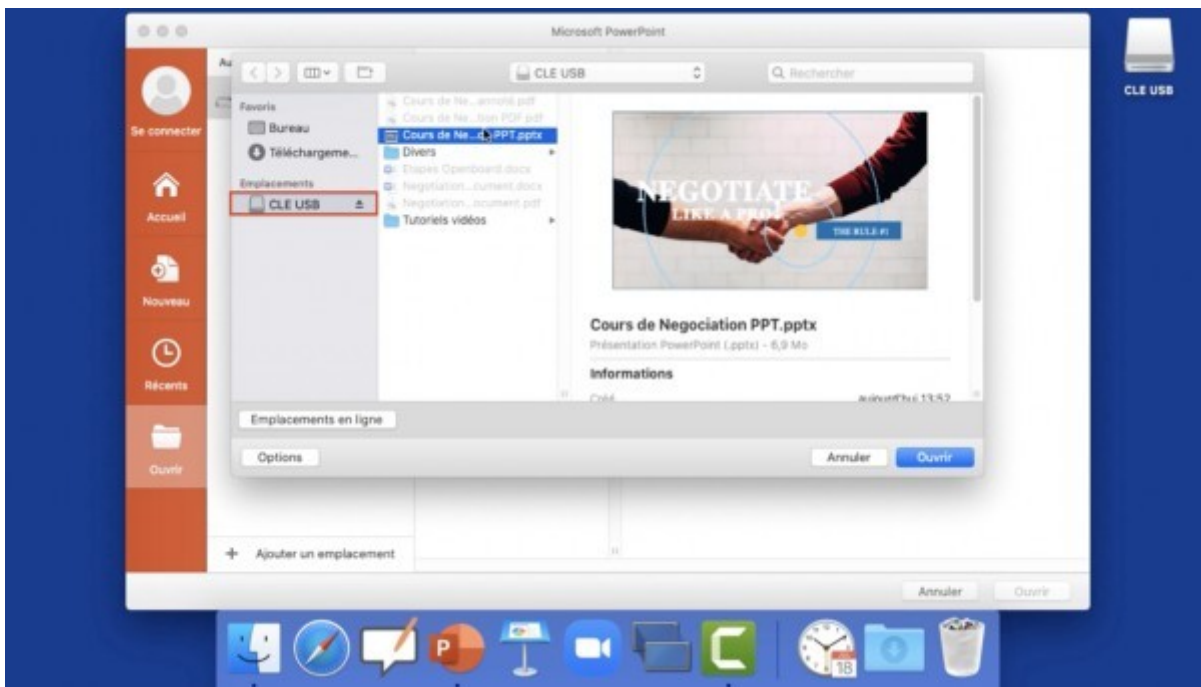 Microsoft PowerPoint
CLE USB
Rechercher
CLE USB
Se connecter
Accueil
Nouveau
Récents
Ouvrir
Favoris
Bureau
Téléchargeme...
Emplacements
CLE USB
Cours de Ne...annoté.pdf
Cours de Ne...tion PDF.pdf
Cours de Ne... PPT.pptx
Divers
Etapes Openboard.docx
Negotiation...cument.docx
Negotiation...ocument.pdf
Tutoriels vidéos
NEGOTIATE
LIKE A PRO!
THE RULE #1
Cours de Negociation PPT.pptx
Présentation PowerPoint (.pptx) - 6,9 Mo
Informations
Créé
aujourd'hui 13:52
Emplacements en ligne
Options
Annuler
Ouvrir
+ Ajouter un emplacement
Annuler
Ouvrir
P
18